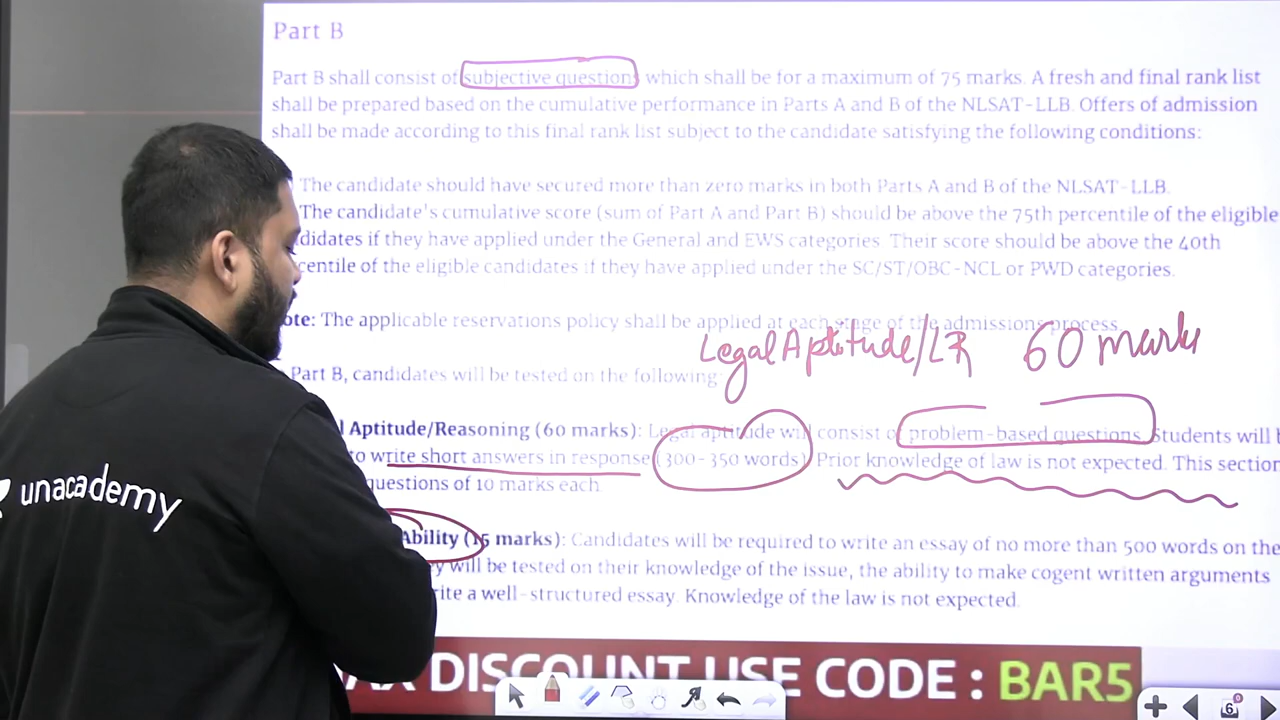 Part B
Part B shall consist of subjective question which shall be for a maximum of 75 marks. A fresh and final rank list
shall be prepared based on the cumulative performance in Parts A and B of the NLSAT-LLB. Offers of admission
shall be made according to this final rank list subject to the candidate satisfying the following conditions:
The candidate should have secured more than zero marks in both Parts A and B of the NLSAT-LLB.
The candidate's cumulative score (sum of Part A and Part B) should be above the 75th percentile of the eligible
didates if they have applied under the General and EWS categories. Their score should be above the 40th
centile of the eligible candidates if they have applied under the SC/ST/OBC-NCL or PWD categories.
ote: The applicable reservations policy shall be applied at each stage of the admissions process.
Legal Aptitude/LR 60 marks
Part B, candidates will be tested on the following:
l Aptitude/Reasoning (60 marks): Legal aptitude will consist of problem-based questions. Students will b
to write short answers in response (300-350 words). Prior knowledge of law is not expected. This section
questions of 10 marks each.
Ability (15 marks): Candidates will be required to write an essay of no more than 500 words on the
y will be tested on their knowledge of the issue, the ability to make cogent written arguments
rite a well-structured essay. Knowledge of the law is not expected.
unacademy
AX DISCOUNT USE CODE : BAR5
6